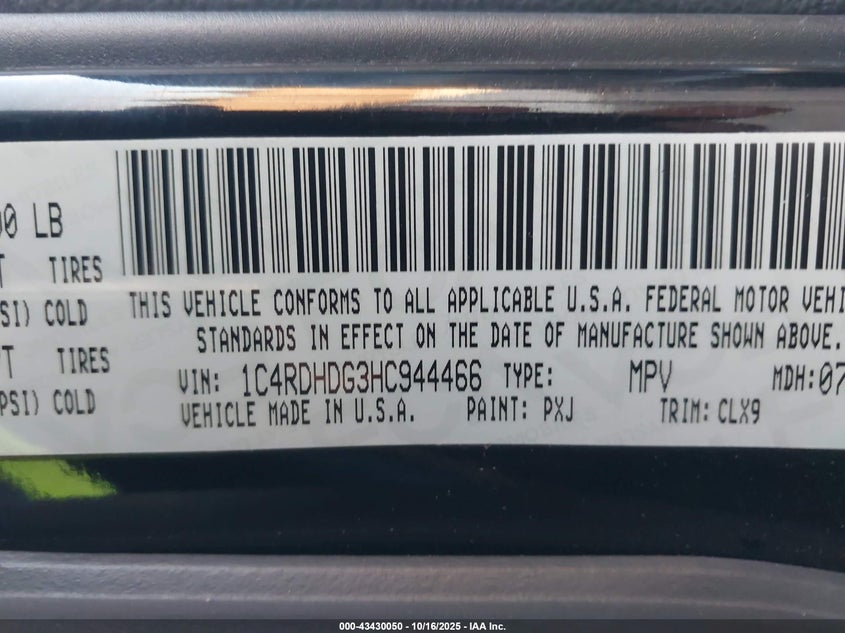 00 LB
T TIRES
SI) COLD
THIS VEHICLE CONFORMS TO ALL APPLICABLE U.S.A. FEDERAL MOTOR VEHI
STANDARDS IN EFFECT ON THE DATE OF MANUFACTURE SHOWN ABOVE.
PT TIRES
VIN: 1C4RDHDG3HC944466 TYPE: MPV MDH:07
PSI) COLD
VEHICLE MADE IN U.S.A. PAINT: PXJ TRIM: CLX9
000-43430050 - 10/16/2025 - IAA Inc.